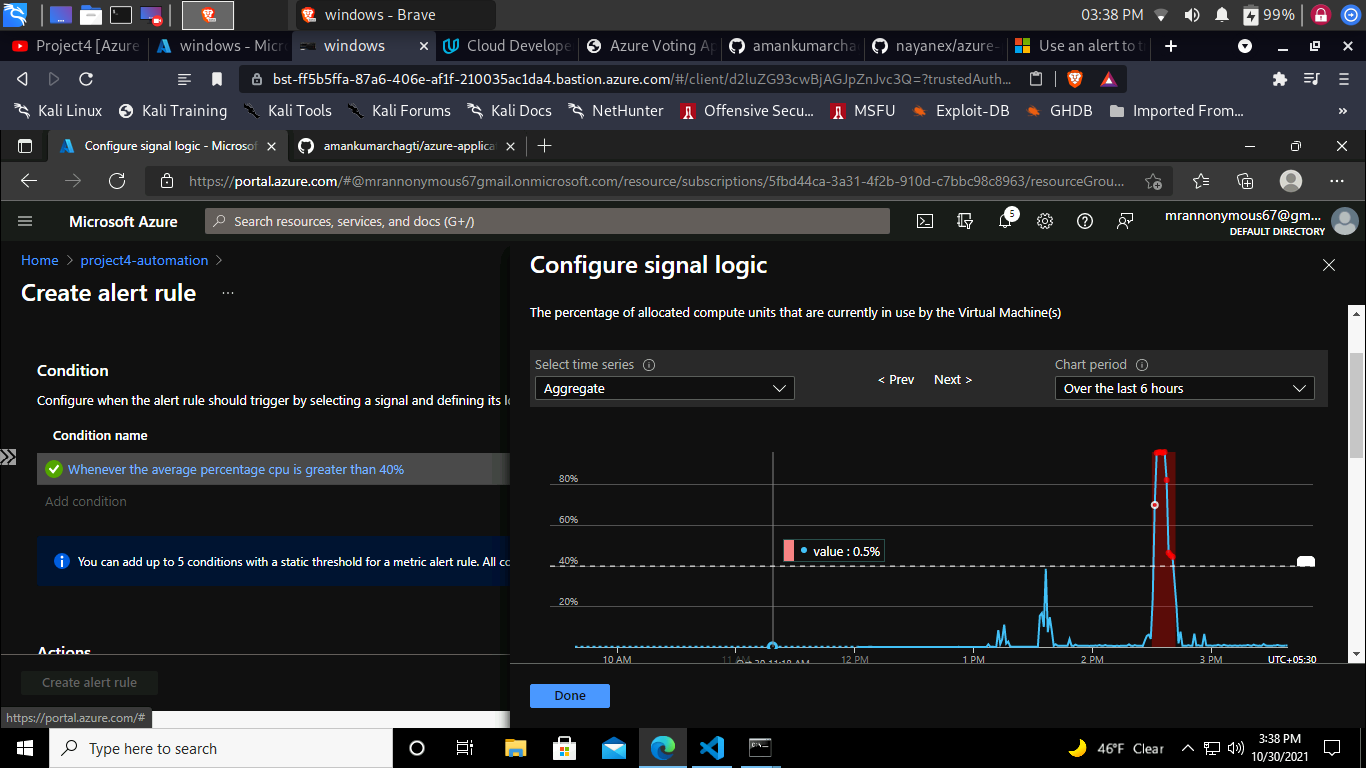 windows - Brave
03:38 PM
99%
Project4 [Azure
windows - Micro
windows
Cloud Develope
Azure Voting Ap
amankumarcha
nayanex/azure-
Use an alert to t
bst-ff5b5ffa-87a6-406e-af1f-210035ac1da4.bastion.azure.com/#/client/d2luZG93cwBjAGJpZnJvc3Q=?trustedAuth...
Kali Linux
Kali Training
Kali Tools
Kali Forums
Kali Docs
NetHunter
Offensive Secu...
MSFU
Exploit-DB
GHDB
Imported From...
Configure signal logic - Microsof
amankumarchagti/azure-applicat
https://portal.azure.com/#@mrannonymous67gmail.onmicrosoft.com/resource/subscriptions/5fbd44ca-3a31-4f2b-910d-c7bbc98c8963/resourceGrou...
Microsoft Azure
Search resources, services, and docs (G+/)
5
mrannonymous67@gm...
DEFAULT DIRECTORY
Home > project4-automation >
Create alert rule ...
Condition
Configure when the alert rule should trigger by selecting a signal and defining its lo
Condition name
Whenever the average percentage cpu is greater than 40%
Add condition
You can add up to 5 conditions with a static threshold for a metric alert rule. All co
Actions
Create alert rule
https://portal.azure.com/#
Configure signal logic
The percentage of allocated compute units that are currently in use by the Virtual Machine(s)
Select time series
Aggregate
< Prev
Next >
Chart period
Over the last 6 hours
80%
60%
value : 0.5%
40%
20%
10 AM
11 AM
Oct 30 11:18 AM
12 PM
1 PM
2 PM
3 PM
UTC+05:30
Done
Type here to search
46°F Clear
3:38 PM
10/30/2021